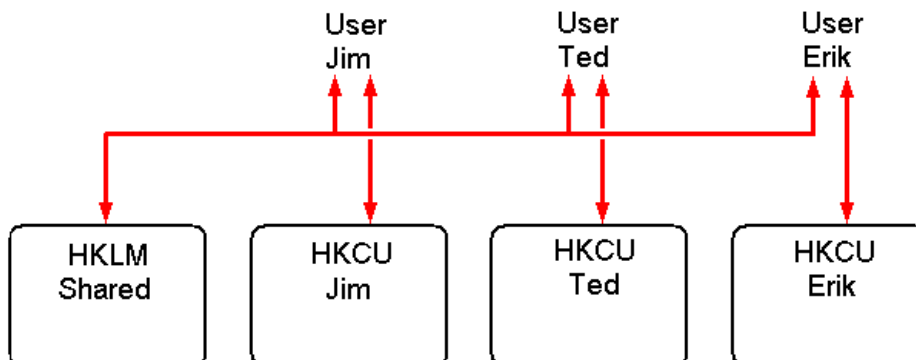 User
Jim
User
Ted
User
Erik
HKLM
Shared
HKCU
Jim
HKCU
Ted
HKCU
Erik